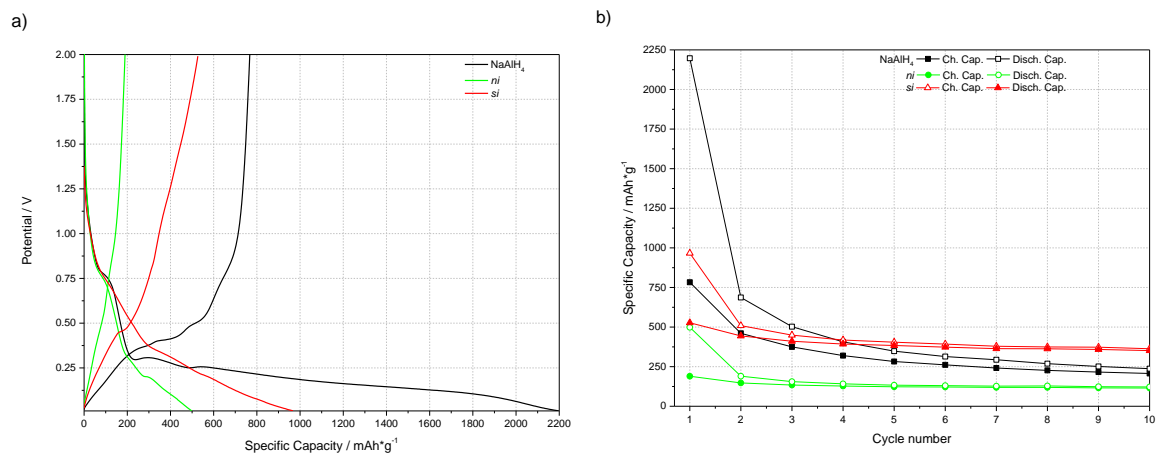 a)
2.00
1.75
1.50
1.25
1.00
0.75
0.50
0.25
Potential / V
0 200 400 600 800 1000 1200 1400 1600 1800 2000 2200
Specific Capacity / mAh*g⁻¹
NaAlH₄
ni
si
b)
2250
2000
1750
1500
1250
1000
750
500
250
0
Specific Capacity / mAh*g⁻¹
1 2 3 4 5 6 7 8 9 10
Cycle number
NaAlH₄ Ch. Cap. Disch. Cap.
ni Ch. Cap. Disch. Cap.
si Ch. Cap. Disch. Cap.